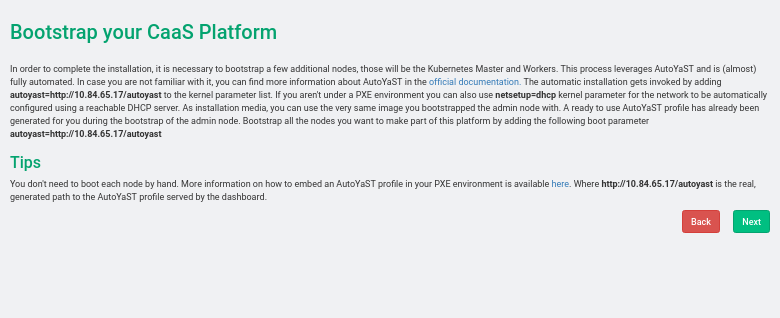 Bootstrap your CaaS Platform
In order to complete the installation, it is necessary to bootstrap a few additional nodes, those will be the Kubernetes Master and Workers. This process leverages AutoYaST and is (almost)
fully automated. In case you are not familiar with it, you can find more information about AutoYaST in the official documentation. The automatic installation gets invoked by adding
autoyast=http://10.84.65.17/autoyast to the kernel parameter list. If you aren't under a PXE environment you can also use netsetup=dhcp kernel parameter for the network to be automatically
configured using a reachable DHCP server. As installation media, you can use the very same image you bootstrapped the admin node with. A ready to use AutoYaST profile has already been
generated for you during the bootstrap of the admin node. Bootstrap all the nodes you want to make part of this platform by adding the following boot parameter
autoyast=http://10.84.65.17/autoyast
Tips
You don't need to boot each node by hand. More information on how to embed an AutoYaST profile in your PXE environment is available here. Where http://10.84.65.17/autoyast is the real,
generated path to the AutoYaST profile served by the dashboard.
Back Next